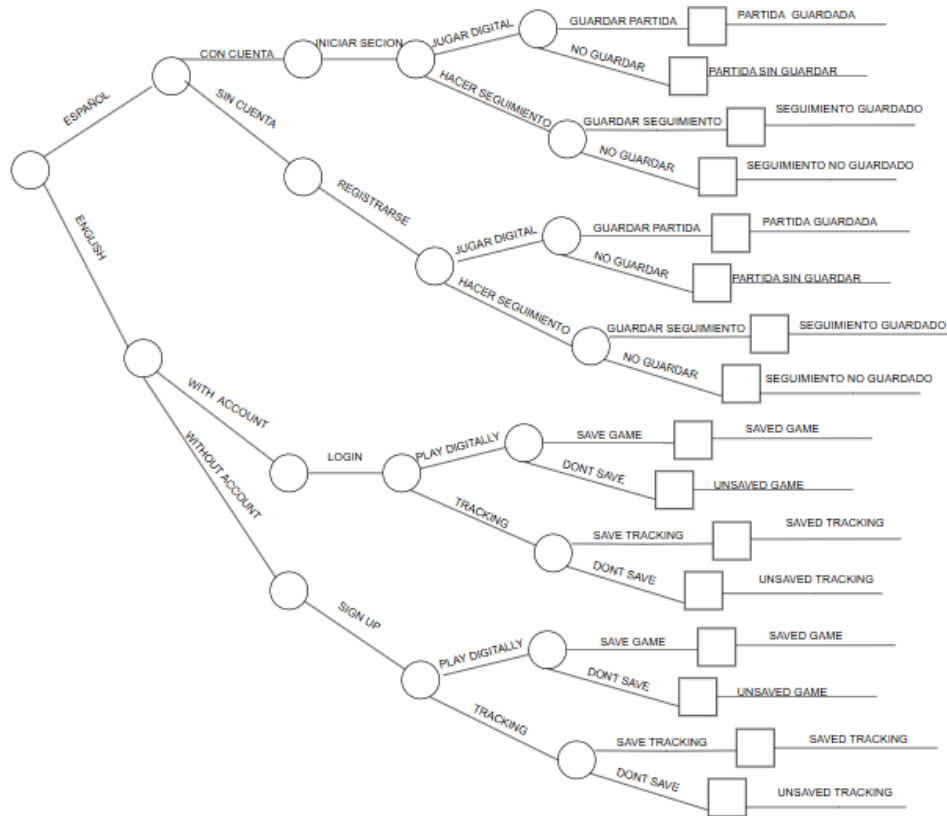 PARTIDA GUARDADA
GUARDAR PARTIDA
JUGAR DIGITAL
INICIAR SECION
CON CUENTA
NO GUARDAR
PARTIDA SIN GUARDAR
ESPAÑOL
HACER SEGUIMIENTO
SIN CUENTA
SEGUIMIENTO GUARDADO
GUARDAR SEGUIMIENTO
NO GUARDAR
SEGUIMIENTO NO GUARDADO
REGISTRARSE
ENGLISH
JUGAR DIGITAL
GUARDAR PARTIDA
PARTIDA GUARDADA
NO GUARDAR
PARTIDA SIN GUARDAR
HACER SEGUIMIENTO
GUARDAR SEGUIMIENTO
SEGUIMIENTO GUARDADO
NO GUARDAR
SEGUIMIENTO NO GUARDADO
WITH ACCOUNT
WITHOUT ACCOUNT
LOGIN
PLAY DIGITALLY
SAVE GAME
SAVED GAME
DONT SAVE
UNSAVED GAME
TRACKING
SAVE TRACKING
SAVED TRACKING
DONT SAVE
UNSAVED TRACKING
SIGN UP
PLAY DIGITALLY
SAVE GAME
SAVED GAME
DONT SAVE
UNSAVED GAME
TRACKING
SAVE TRACKING
SAVED TRACKING
DONT SAVE
UNSAVED TRACKING